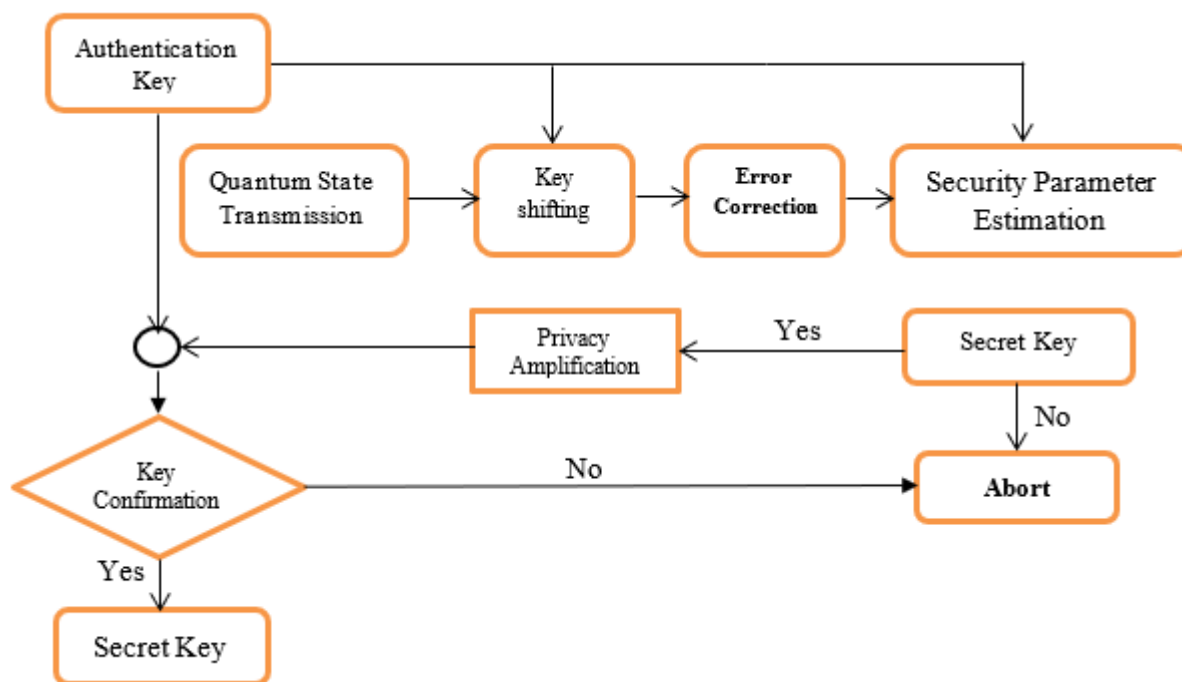 Authentication
Key
Quantum State
Transmission
Key
shifting
Error
Correction
Security Parameter
Estimation
Privacy
Amplification
Yes
Secret Key
No
Key
Confirmation
No
Abort
Yes
Secret Key